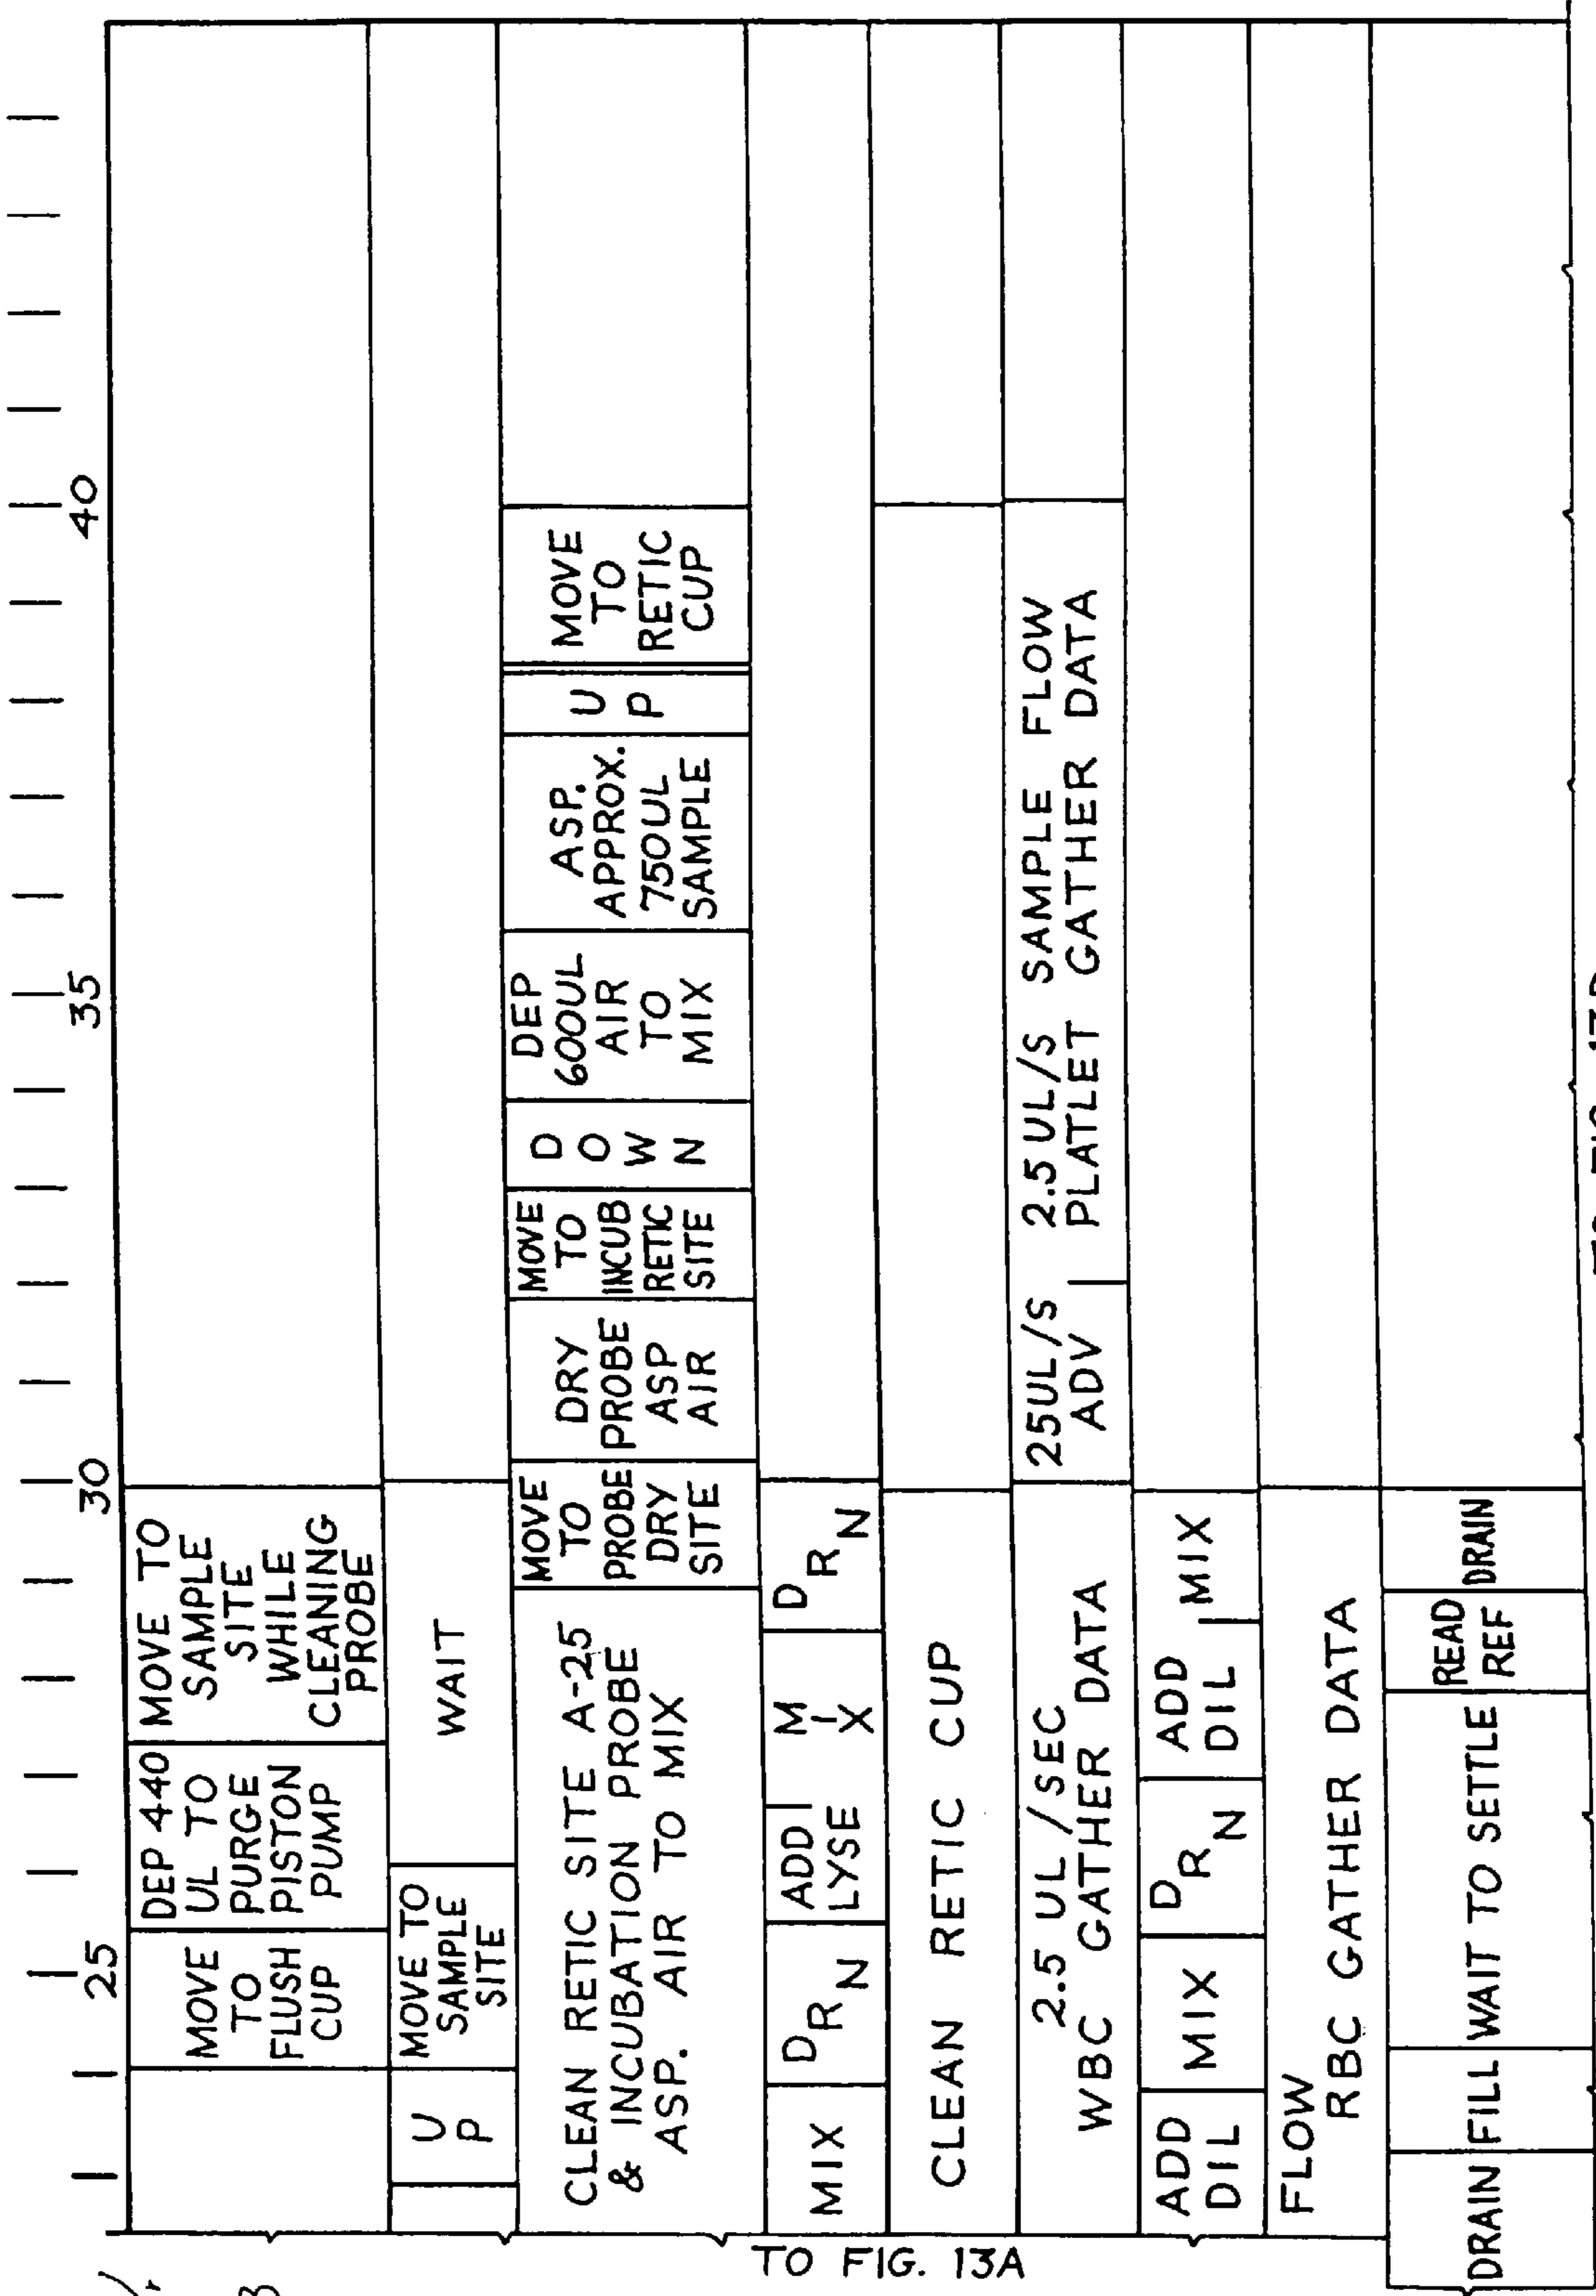 25
30
35
40
MOVE
TO
FLUSH
CUP
DEP 440
UL TO
PURGE
PISTON
PUMP
MOVE TO
SAMPLE
SITE
WHILE
CLEANING
PROBE
UP
MOVE TO
SAMPLE
SITE
WAIT
CLEAN RETIC SITE A-25
& INCUBATION PROBE
ASP. AIR TO MIX
MOVE
TO
PROBE
DRY
SITE
DRY
PROBE
ASP
AIR
MOVE
TO
INCUB
RETIC
SITE
DOWN
DEP
600UL
AIR
TO
MIX
ASP.
APPROX.
750UL
SAMPLE
UP
MOVE
TO
RETIC
CUP
MIX
DRN
ADD
LYSE
MIX
DRN
CLEAN RETIC CUP
2.5 UL/SEC
WBC GATHER DATA
25UL/S
ADV
2.5 UL/S SAMPLE FLOW
PLATLET GATHER DATA
ADD
DIL
MIX
DRN
ADD
DIL
MIX
FLOW
RBC GATHER DATA
DRAIN
FILL
WAIT TO SETTLE
READ
REF
DRAIN
TO FIG. 13A